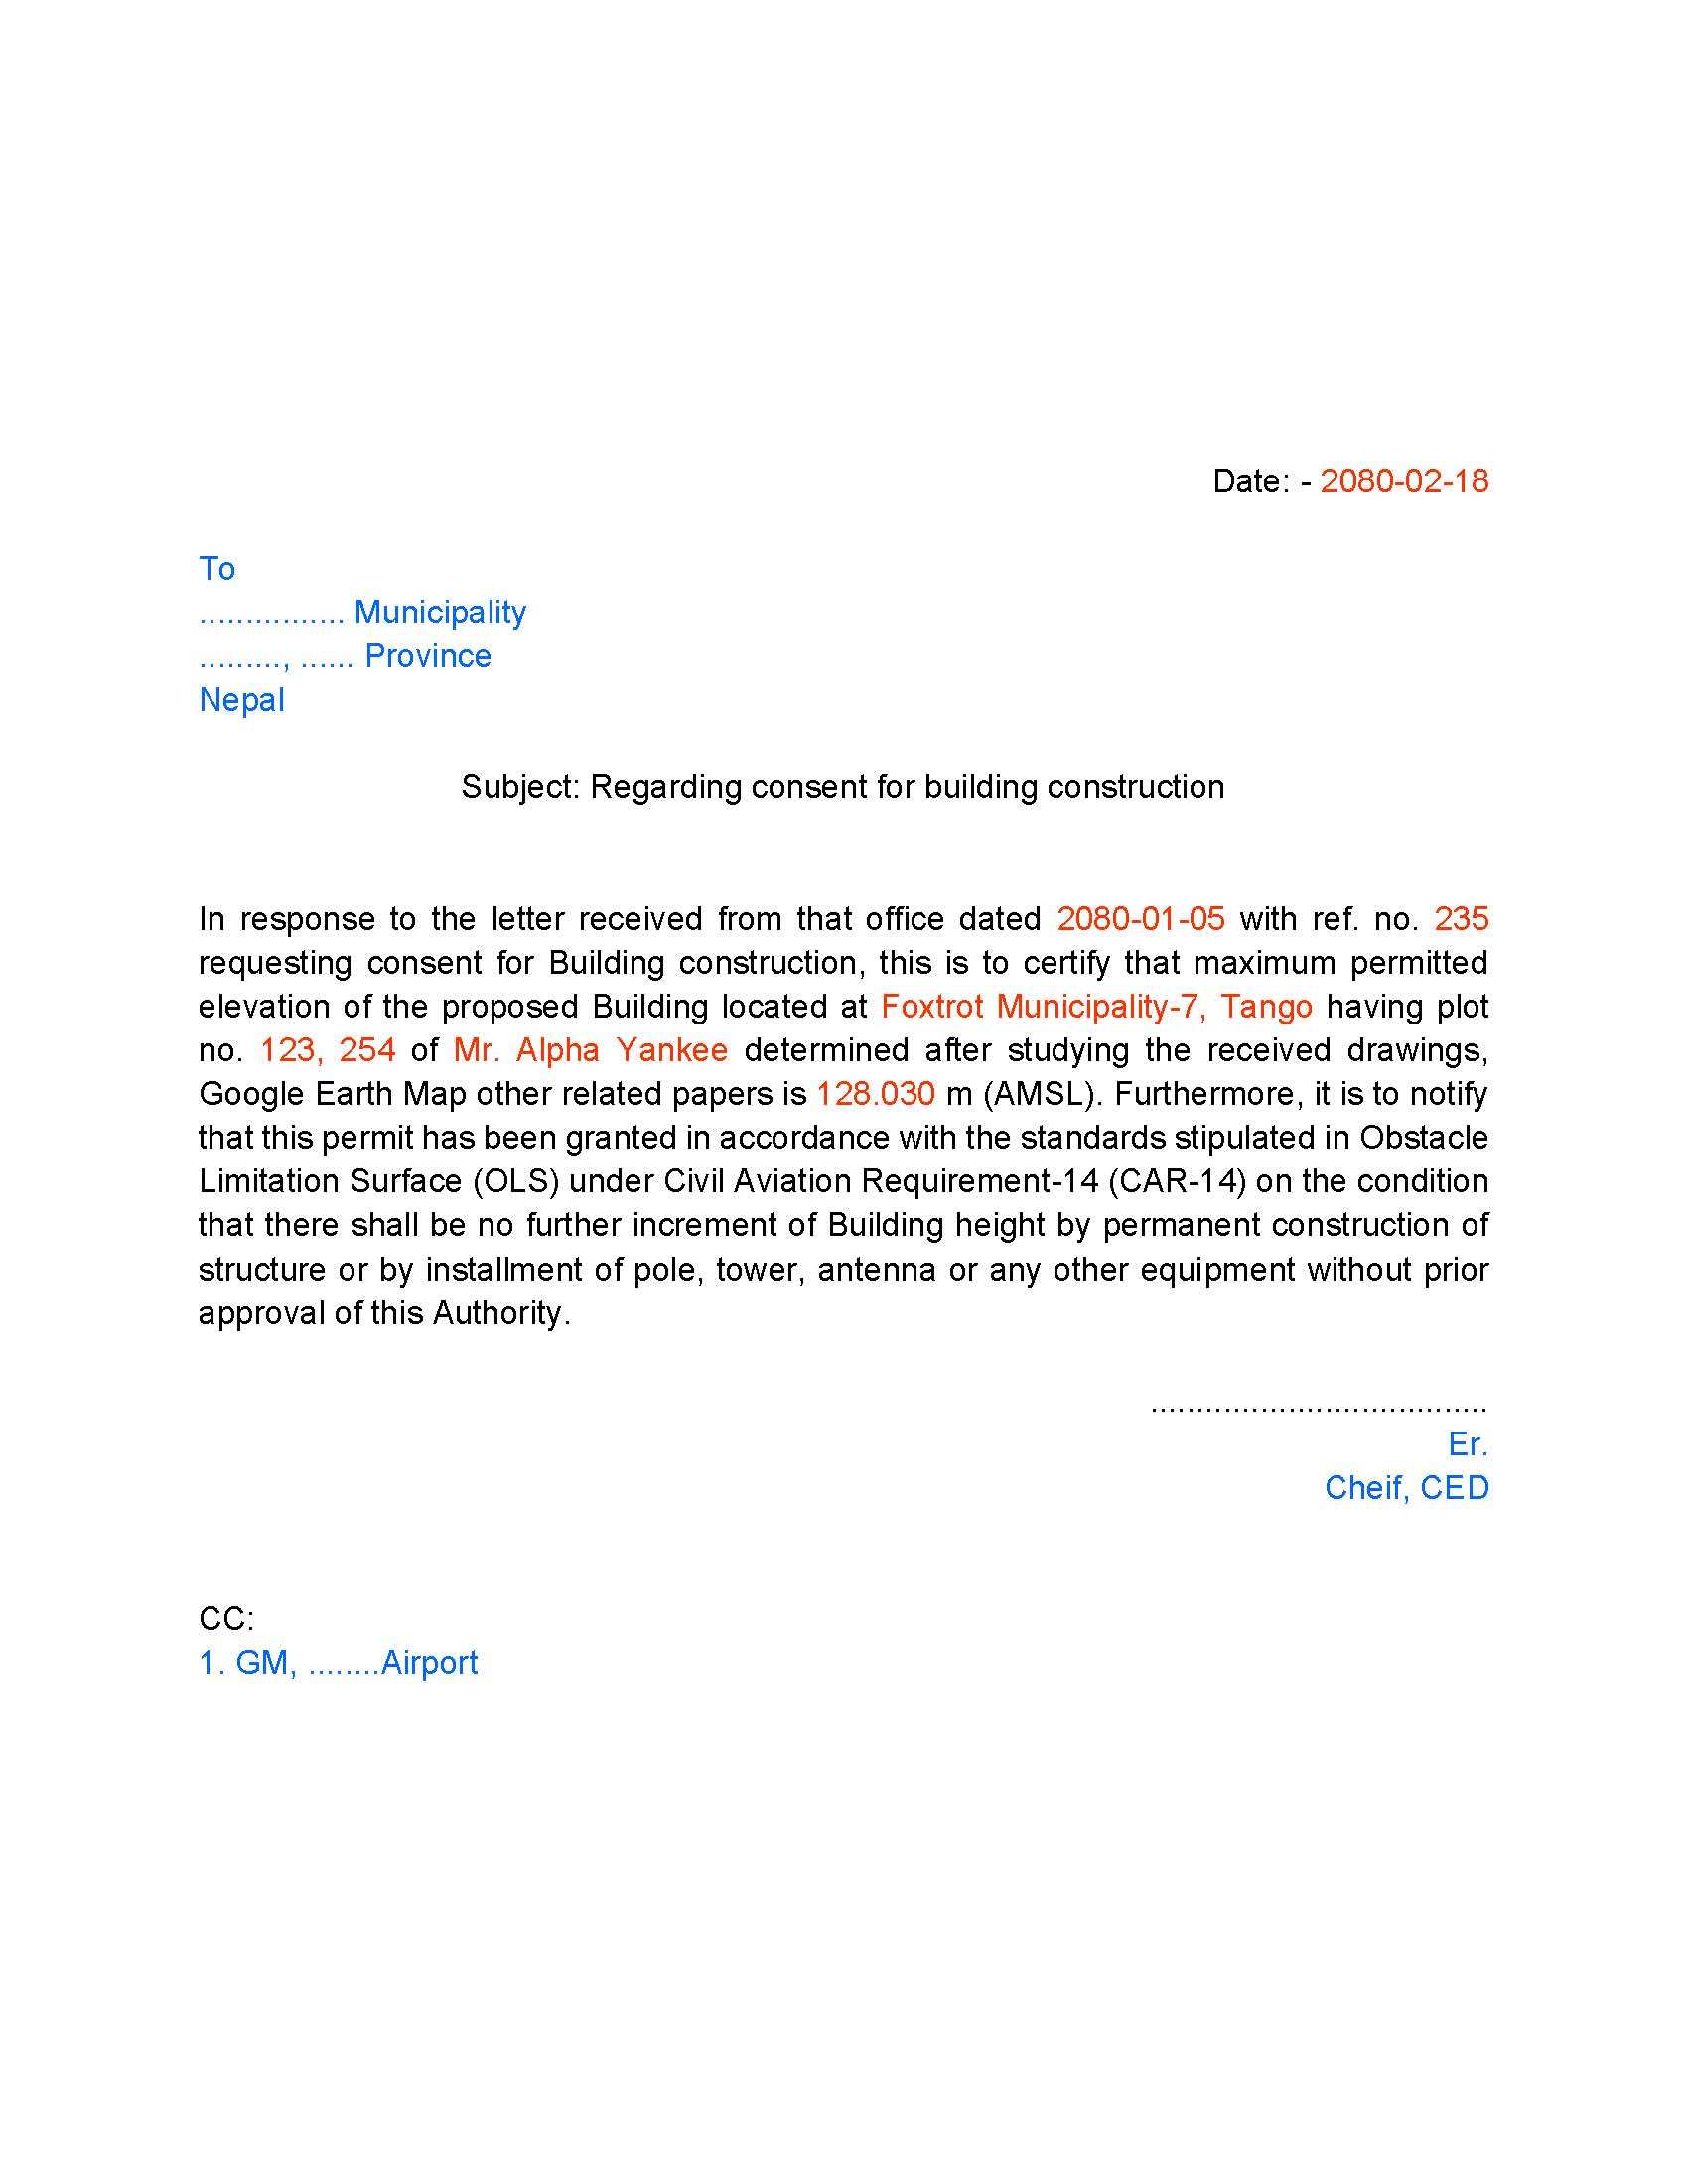 Date: - 2080-02-18
To
................ Municipality
........., ...... Province
Nepal
Subject: Regarding consent for building construction
In response to the letter received from that office dated 2080-01-05 with ref. no. 235
requesting consent for Building construction, this is to certify that maximum permitted
elevation of the proposed Building located at Foxtrot Municipality-7, Tango having plot
no. 123, 254 of Mr. Alpha Yankee determined after studying the received drawings,
Google Earth Map other related papers is 128.030 m (AMSL). Furthermore, it is to notify
that this permit has been granted in accordance with the standards stipulated in Obstacle
Limitation Surface (OLS) under Civil Aviation Requirement-14 (CAR-14) on the condition
that there shall be no further increment of Building height by permanent construction of
structure or by installment of pole, tower, antenna or any other equipment without prior
approval of this Authority.
.....................................
Er.
Cheif, CED
CC:
1. GM, ........Airport